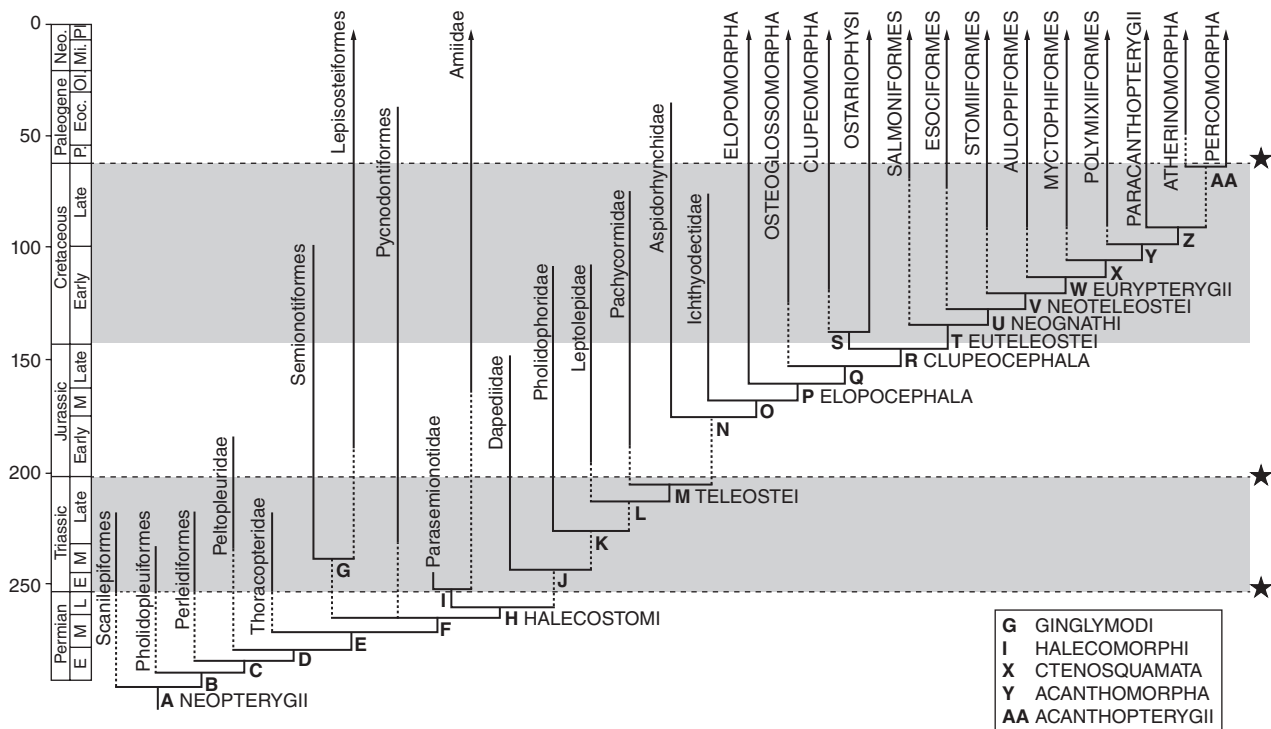 0
50
100
150
200
250
Neo.
Paleogene
Cretaceous
Jurassic
Triassic
Permian
Pl
Mi.
Ol.
Eoc.
P.
Late
Early
Late
M
Early
Late
M
E
L
M
E
Scanilepiformes
Pholidopleuiformes
Perleidiformes
Peltopleuridae
Thoracopteridae
Semionotiformes
Lepisosteiformes
Pycnodontiformes
Parasemionotidae
Amiidae
Dapediidae
Pholidophoridae
Leptolepidae
Pachycormidae
Aspidorhynchidae
Ichthyodectidae
ELOPOMORPHA
OSTEOGLOSSOMORPHA
CLUPEOMORPHA
OSTARIOPHYSI
SALMONIFORMES
ESOCIFORMES
STOMIIFORMES
AULOPPIFORMES
MYCTOPHIFORMES
POLYMIXIIFORMES
PARACANTHOPTERYGII
ATHERINOMORPHA
PERCOMORPHA
AA
Z
Y
X
W EURYPTERYGII
V NEOTELEOSTEI
U NEOGNATHI
T EUTELEOSTEI
S
R CLUPEOCEPHALA
Q
P ELOPOCEPHALA
O
N
M TELEOSTEI
L
K
J
I
H HALECOSTOMI
G
F
E
D
C
B
A NEOPTERYGII
G GINGLYMODI
I HALECOMORPHI
X CTENOSQUAMATA
Y ACANTHOMORPHA
AA ACANTHOPTERYGII